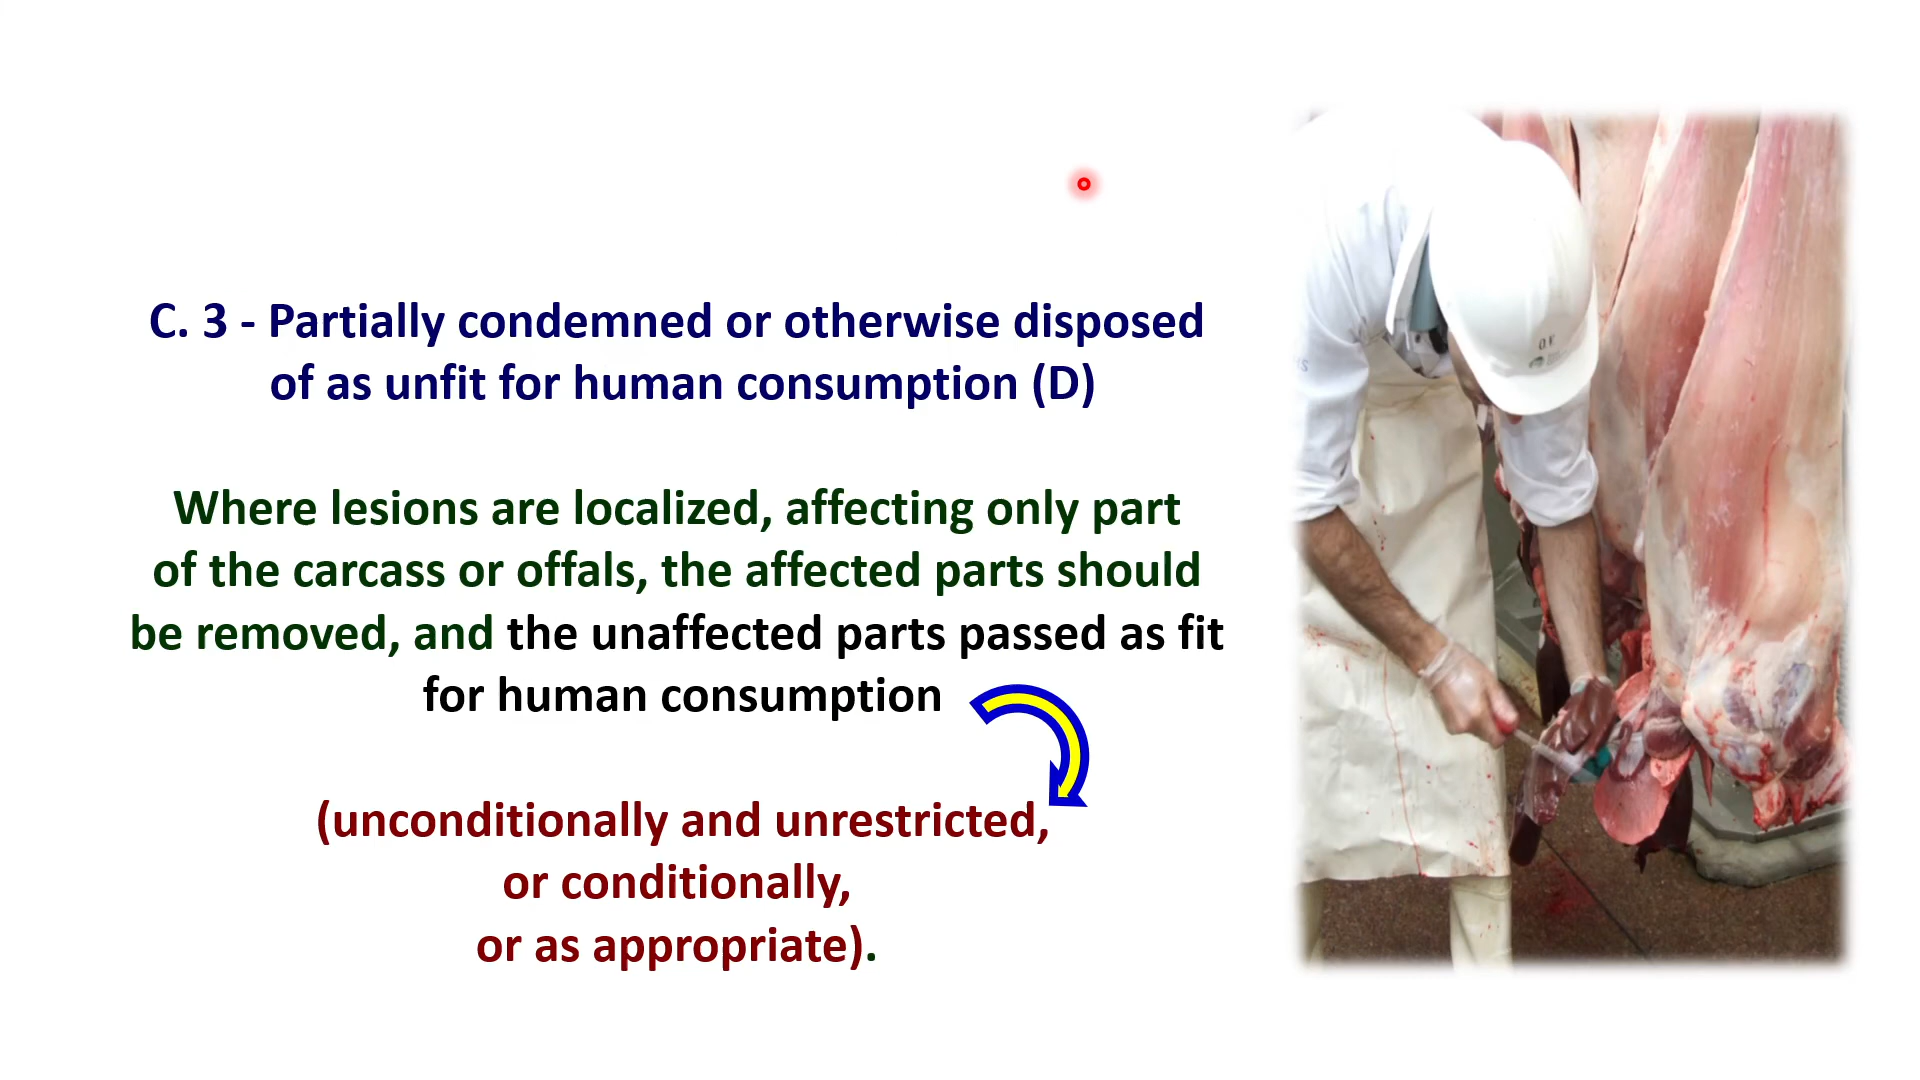 C. 3 - Partially condemned or otherwise disposed
of as unfit for human consumption (D)
Where lesions are localized, affecting only part
of the carcass or offals, the affected parts should
be removed, and the unaffected parts passed as fit
for human consumption
(unconditionally and unrestricted,
or conditionally,
or as appropriate).